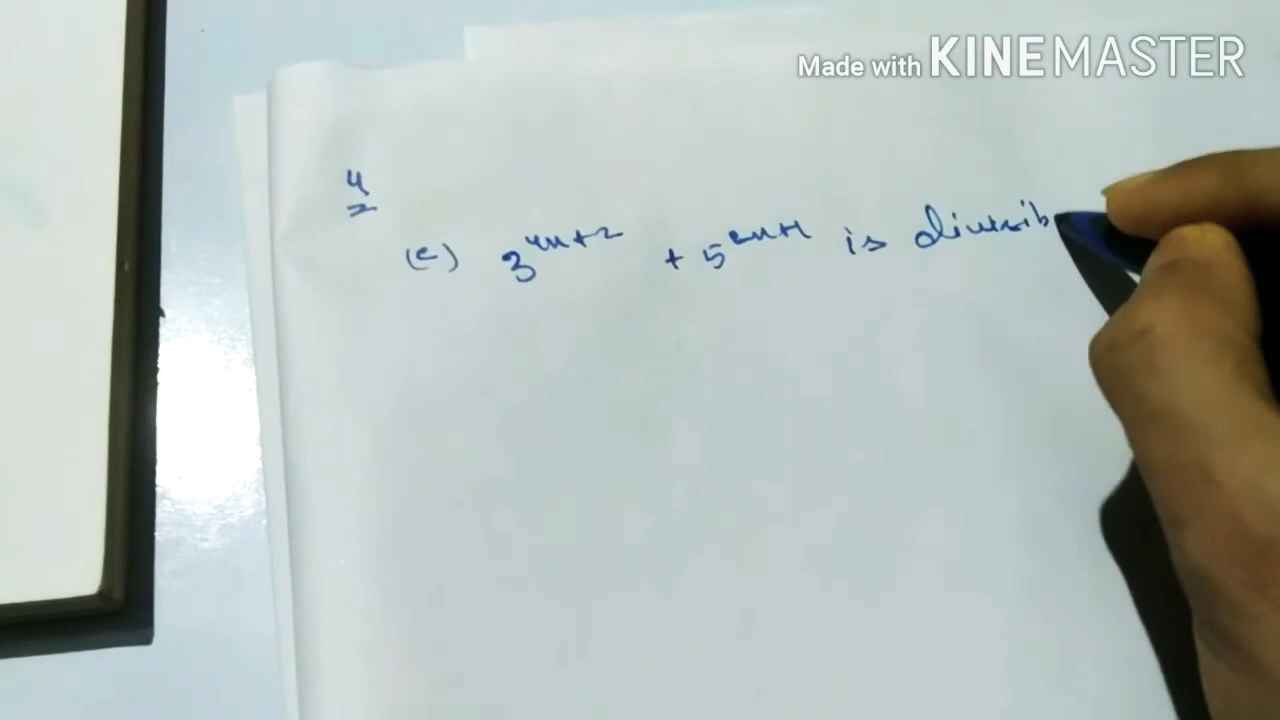 Made with KINEMASTER
4
(c) 3^{4n+2} + 5^{2n+1} is divisib